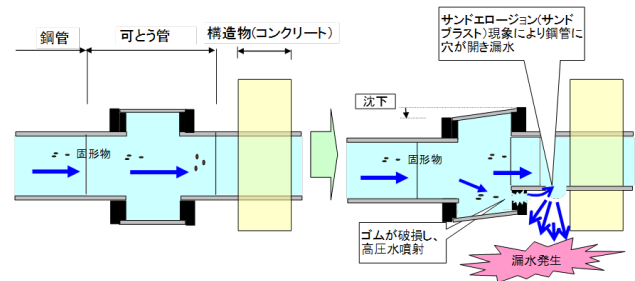 鋼管
可とう管
構造物(コンクリート)
固形物
サンドエロージョン(サンド
ブラスト)現象により鋼管に
穴が開き漏水
沈下
固形物
ゴムが破損し、
高圧水噴射
漏水発生